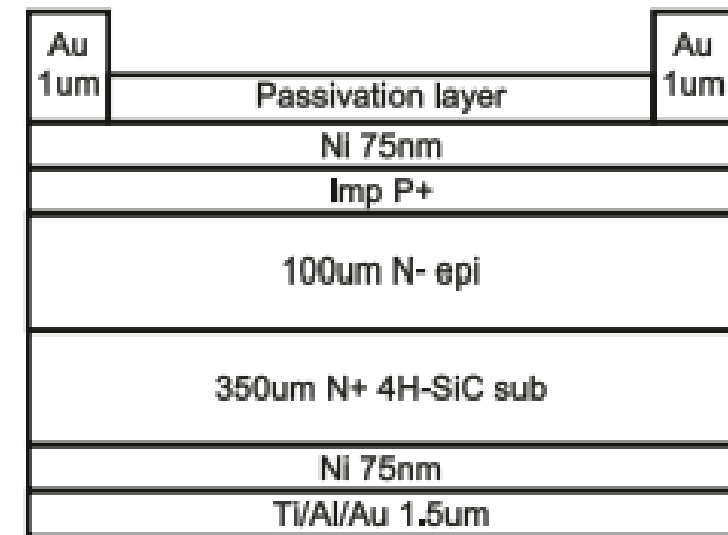 Au
1um
Au
1um
Passivation layer
Ni 75nm
Imp P+
100um N- epi
350um N+ 4H-SiC sub
Ni 75nm
Ti/Al/Au 1.5um